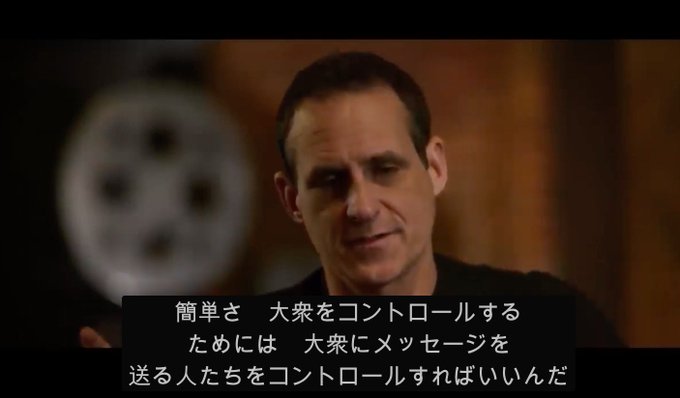 簡単さ　大衆をコントロールする
ためには　大衆にメッセージを
送る人たちをコントロールすればいいんだ